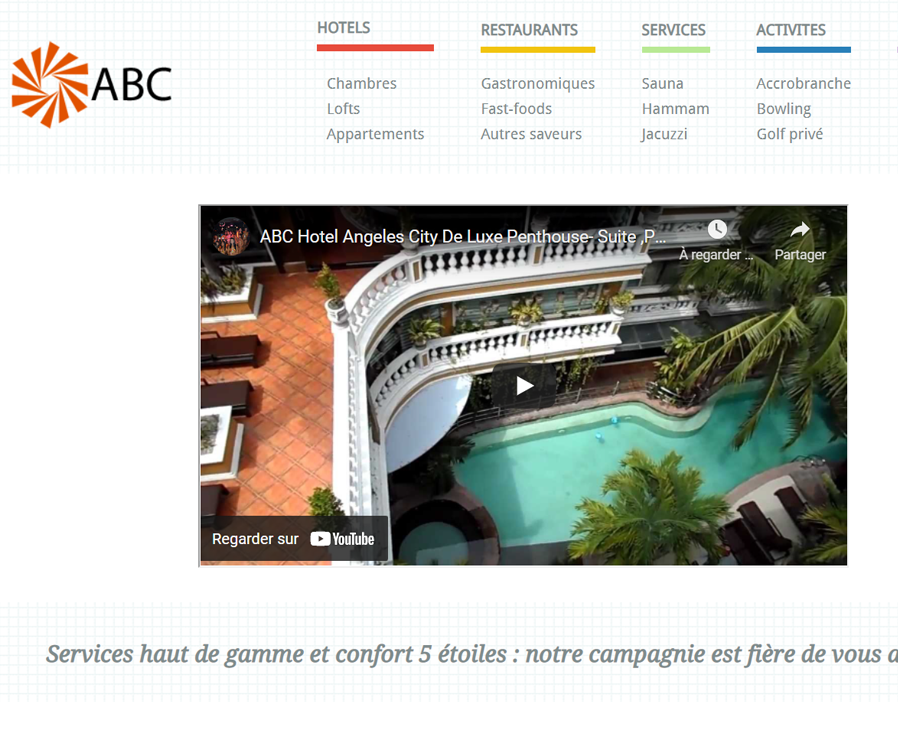 HOTELS
RESTAURANTS
SERVICES
ACTIVITES
ABC
Chambres
Gastronomiques
Sauna
Accrobranche
Lofts
Fast-foods
Hammam
Bowling
Appartements
Autres saveurs
Jacuzzi
Golf privé
ABC Hotel Angeles City De Luxe Penthouse- Suite ,P...
À regarder ...
Partager
Regarder sur YouTube
Services haut de gamme et confort 5 étoiles : notre campagnie est fière de vous a